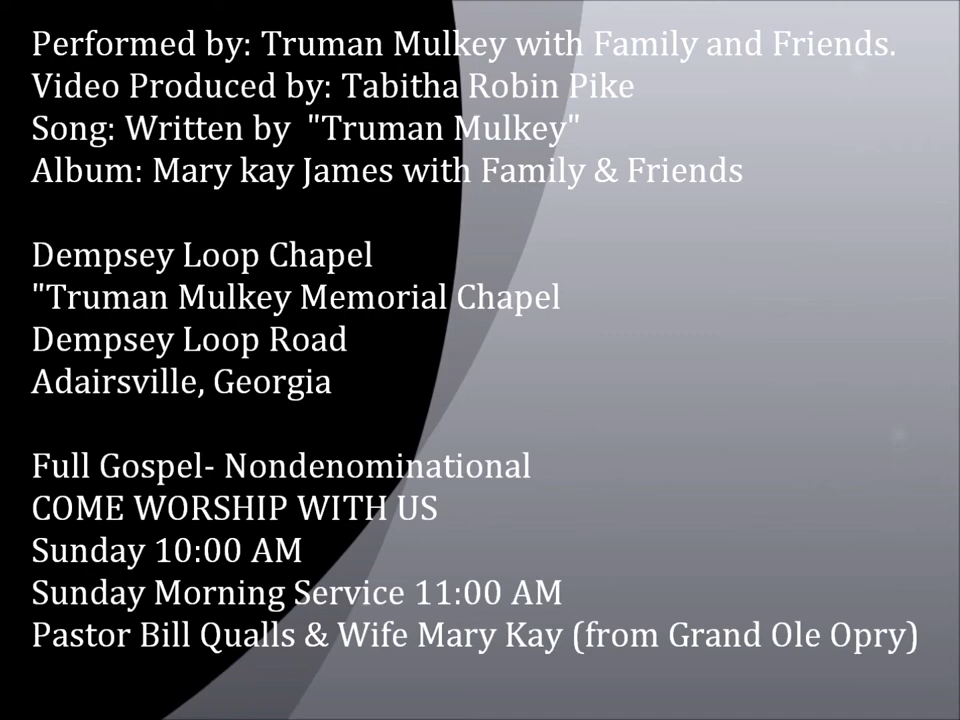 Performed by: Truman Mulkey with Family and Friends.
Video Produced by: Tabitha Robin Pike
Song: Written by  "Truman Mulkey"
Album: Mary kay James with Family & Friends
Dempsey Loop Chapel
"Truman Mulkey Memorial Chapel
Dempsey Loop Road
Adairsville, Georgia
Full Gospel- Nondenominational
COME WORSHIP WITH US
Sunday 10:00 AM
Sunday Morning Service 11:00 AM
Pastor Bill Qualls & Wife Mary Kay (from Grand Ole Opry)